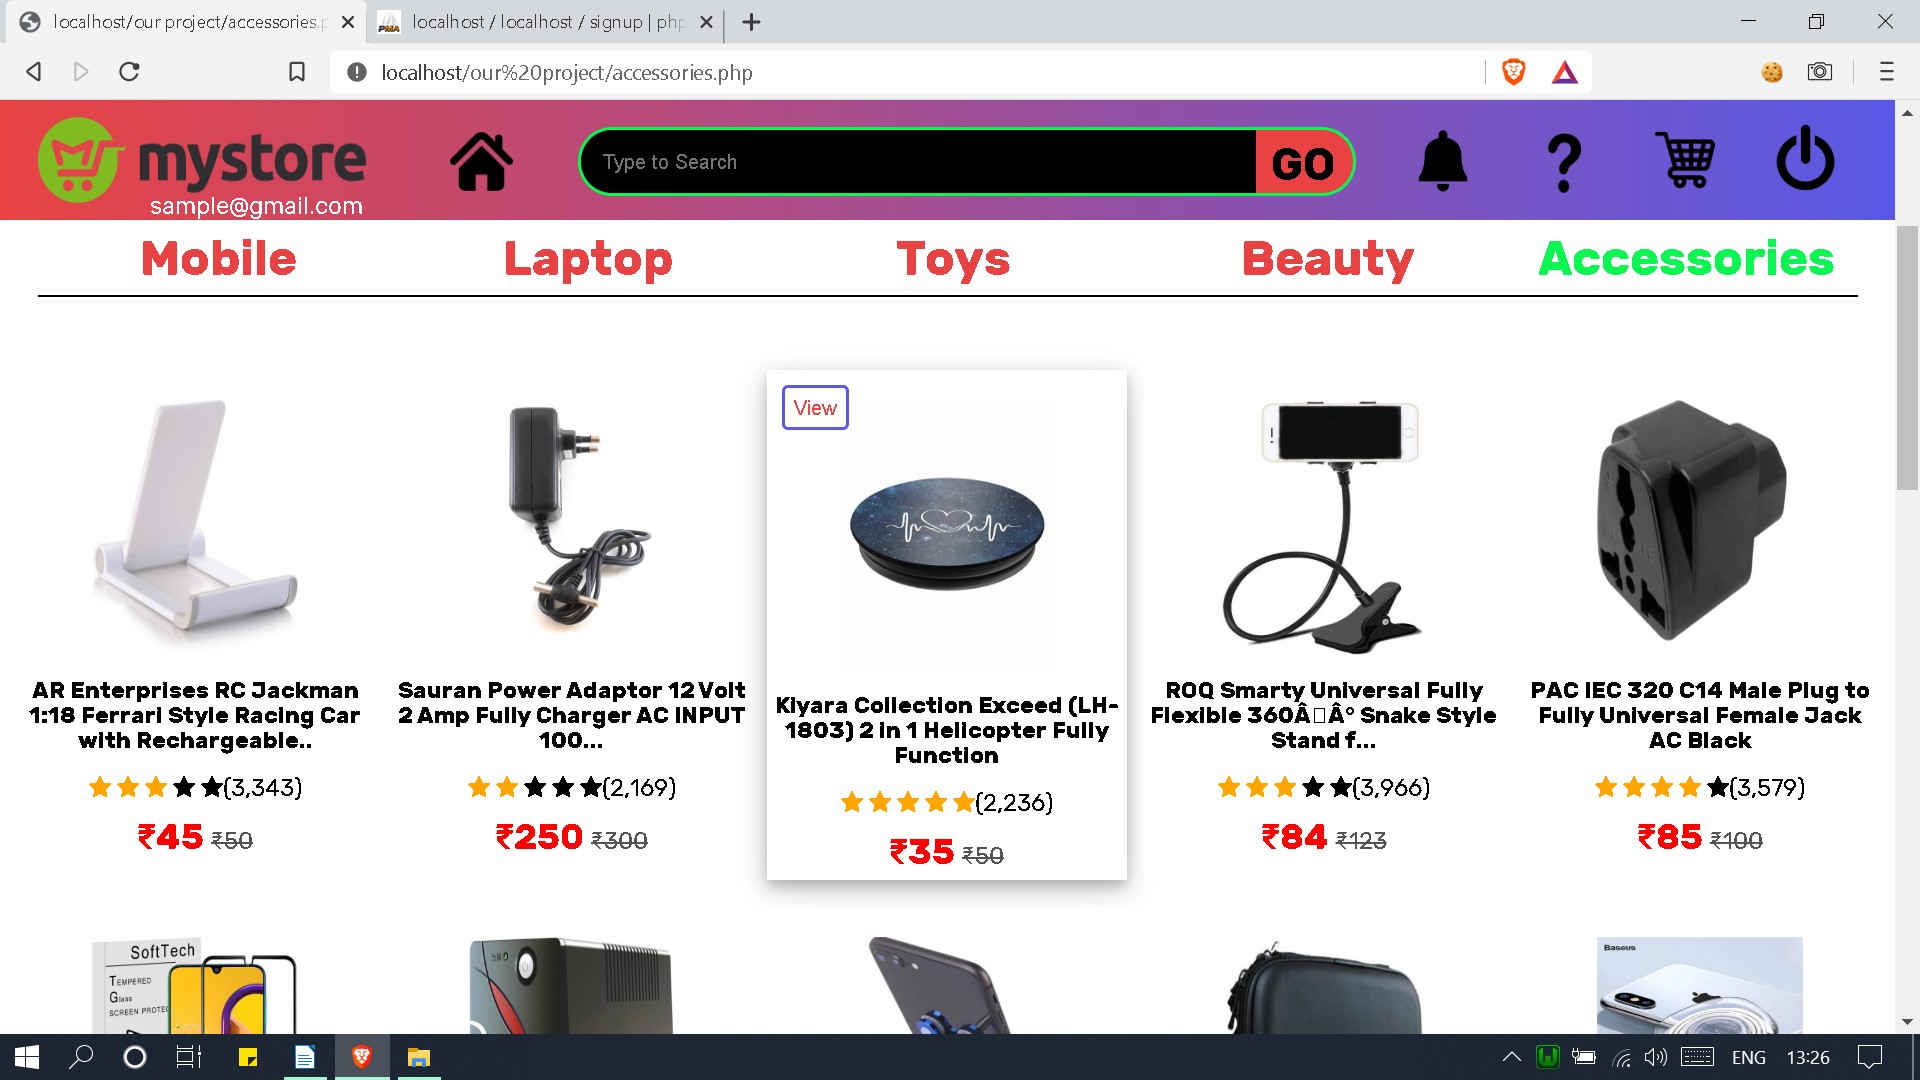 localhost/our project/accessories.p
localhost / localhost / signup | php
localhost/our%20project/accessories.php
mystore
sample@gmail.com
Type to Search
GO
Mobile
Laptop
Toys
Beauty
Accessories
View
AR Enterprises RC Jackman
1:18 Ferrari Style Racing Car
with Rechargeable..
(3,343)
₹45 ₹50
Sauran Power Adaptor 12 Volt
2 Amp Fully Charger AC INPUT
100...
(2,169)
₹250 ₹300
Kiyara Collection Exceed (LH-
1803) 2 in 1 Helicopter Fully
Function
(2,236)
₹35 ₹50
ROQ Smarty Universal Fully
Flexible 360Â□Â° Snake Style
Stand f...
(3,966)
₹84 ₹123
PAC IEC 320 C14 Male Plug to
Fully Universal Female Jack
AC Black
(3,579)
₹85 ₹100
SoftTech
TEMPERED
Glass
SCREEN PROTEC
Baseus
ENG
13:26